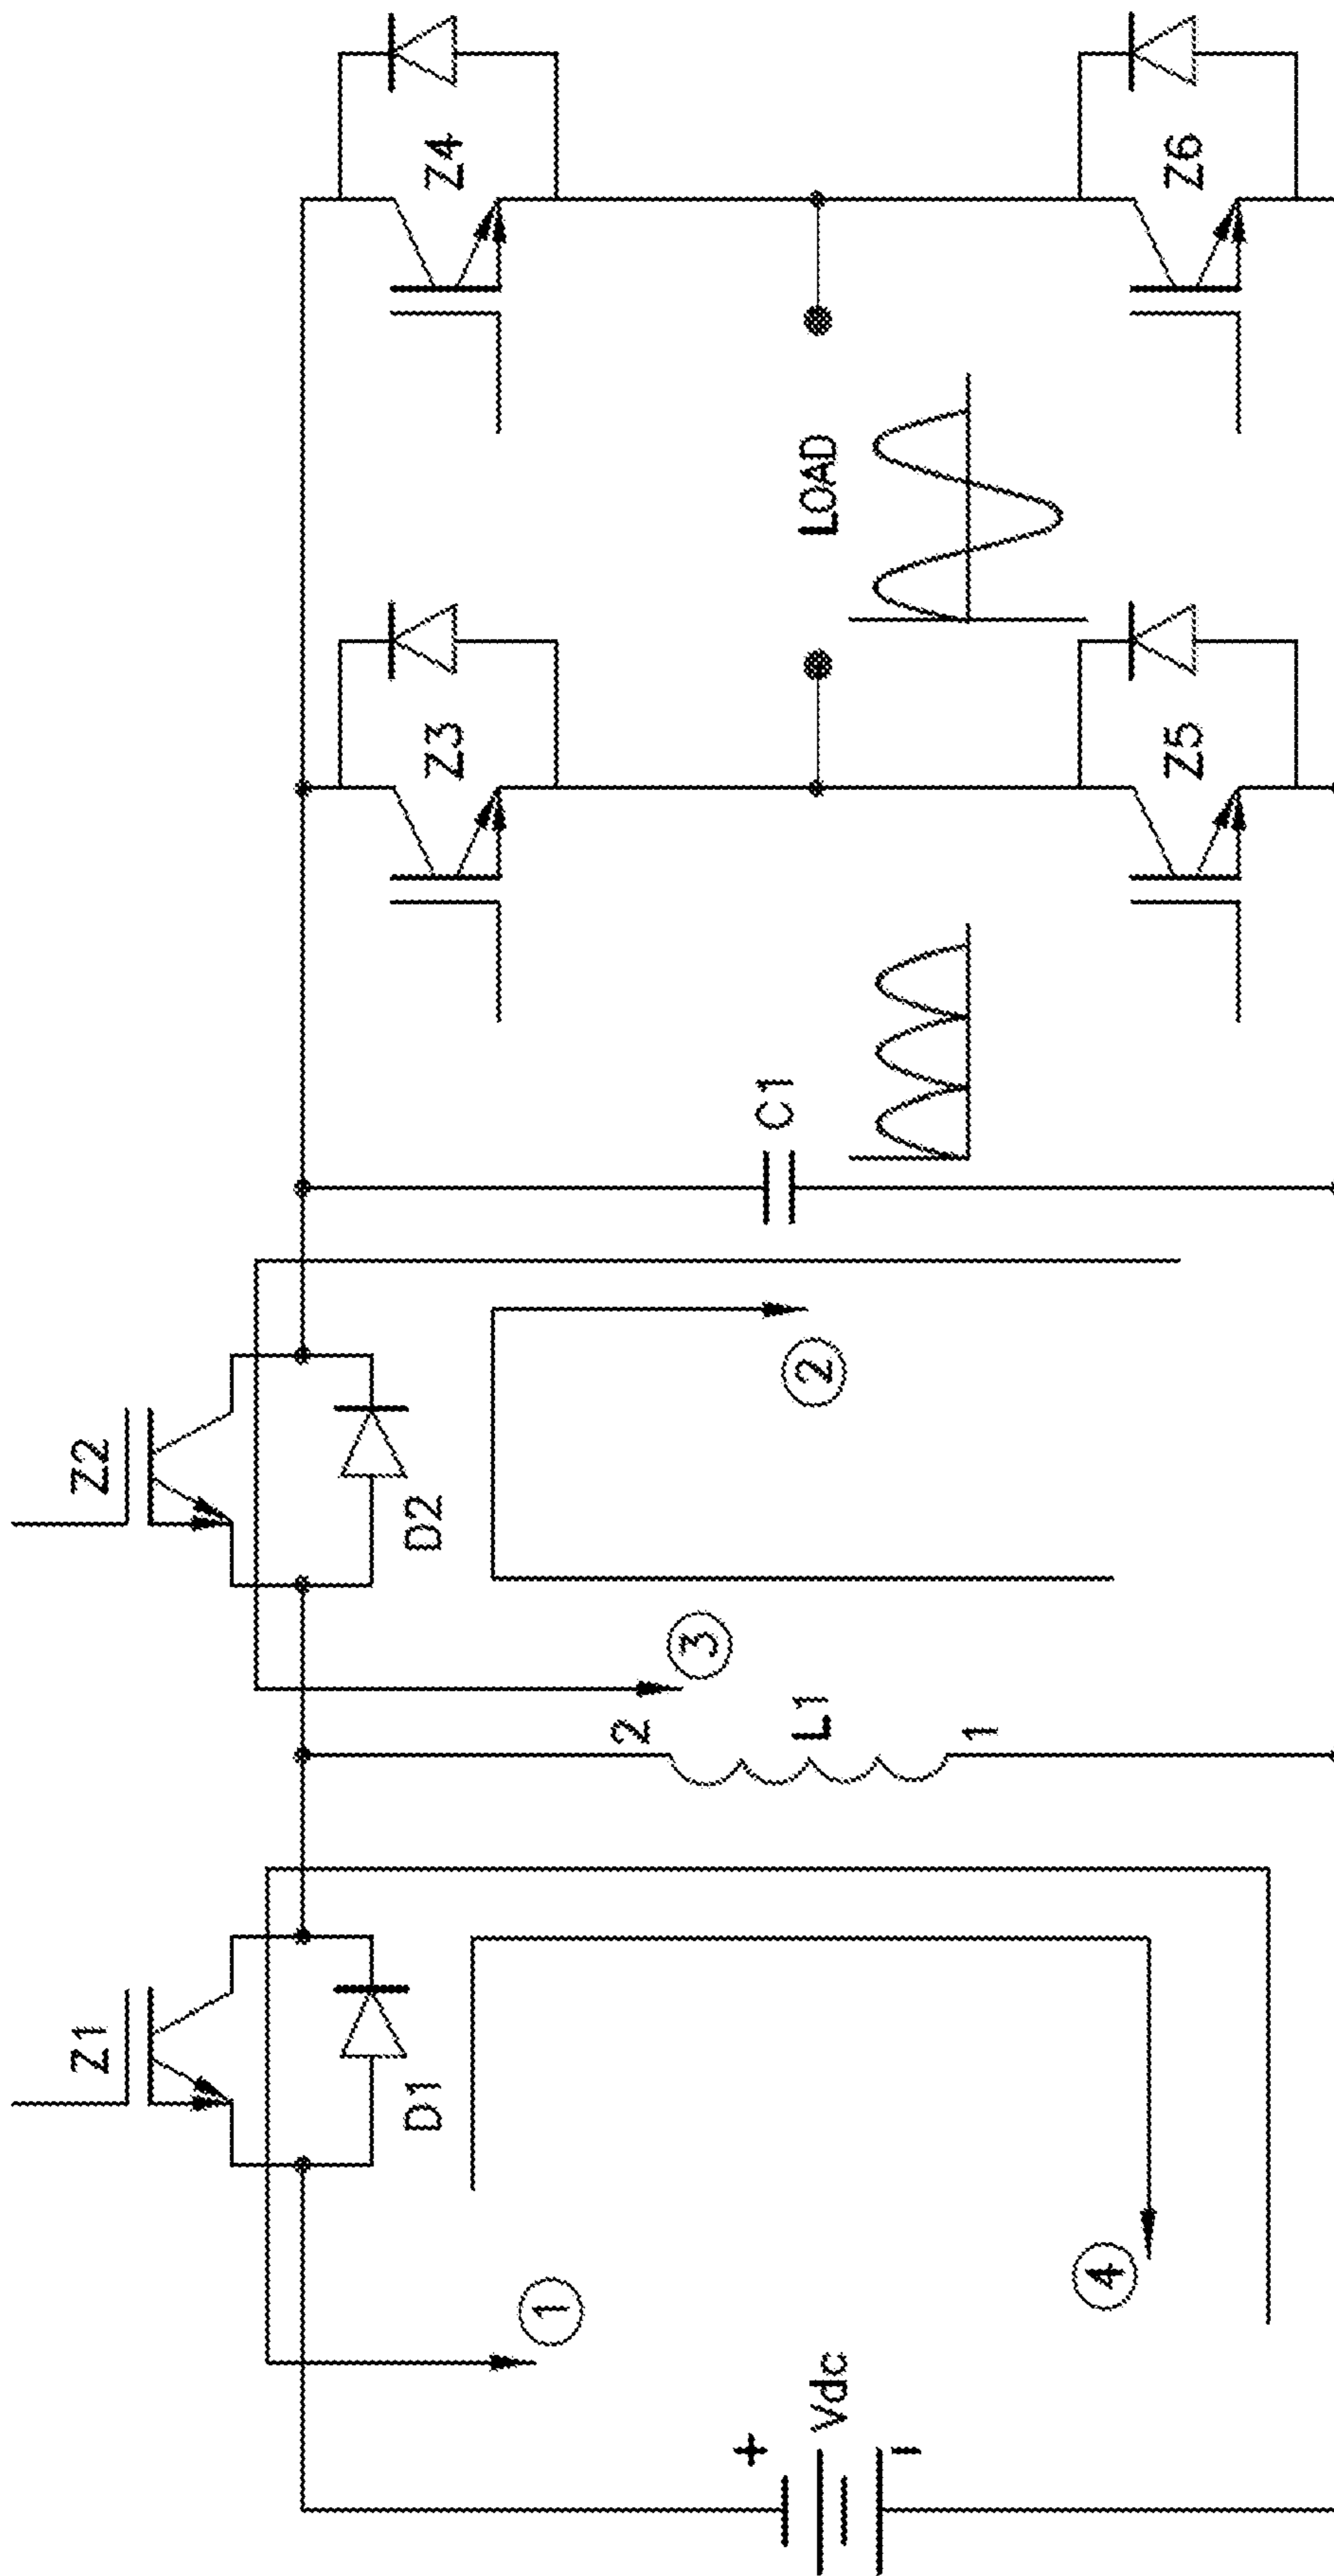 Z1
Z2
D1
D2
Z3
Z4
①
③
2
L1
1
②
C1
LOAD
+
Vdc
-
④
Z5
Z6